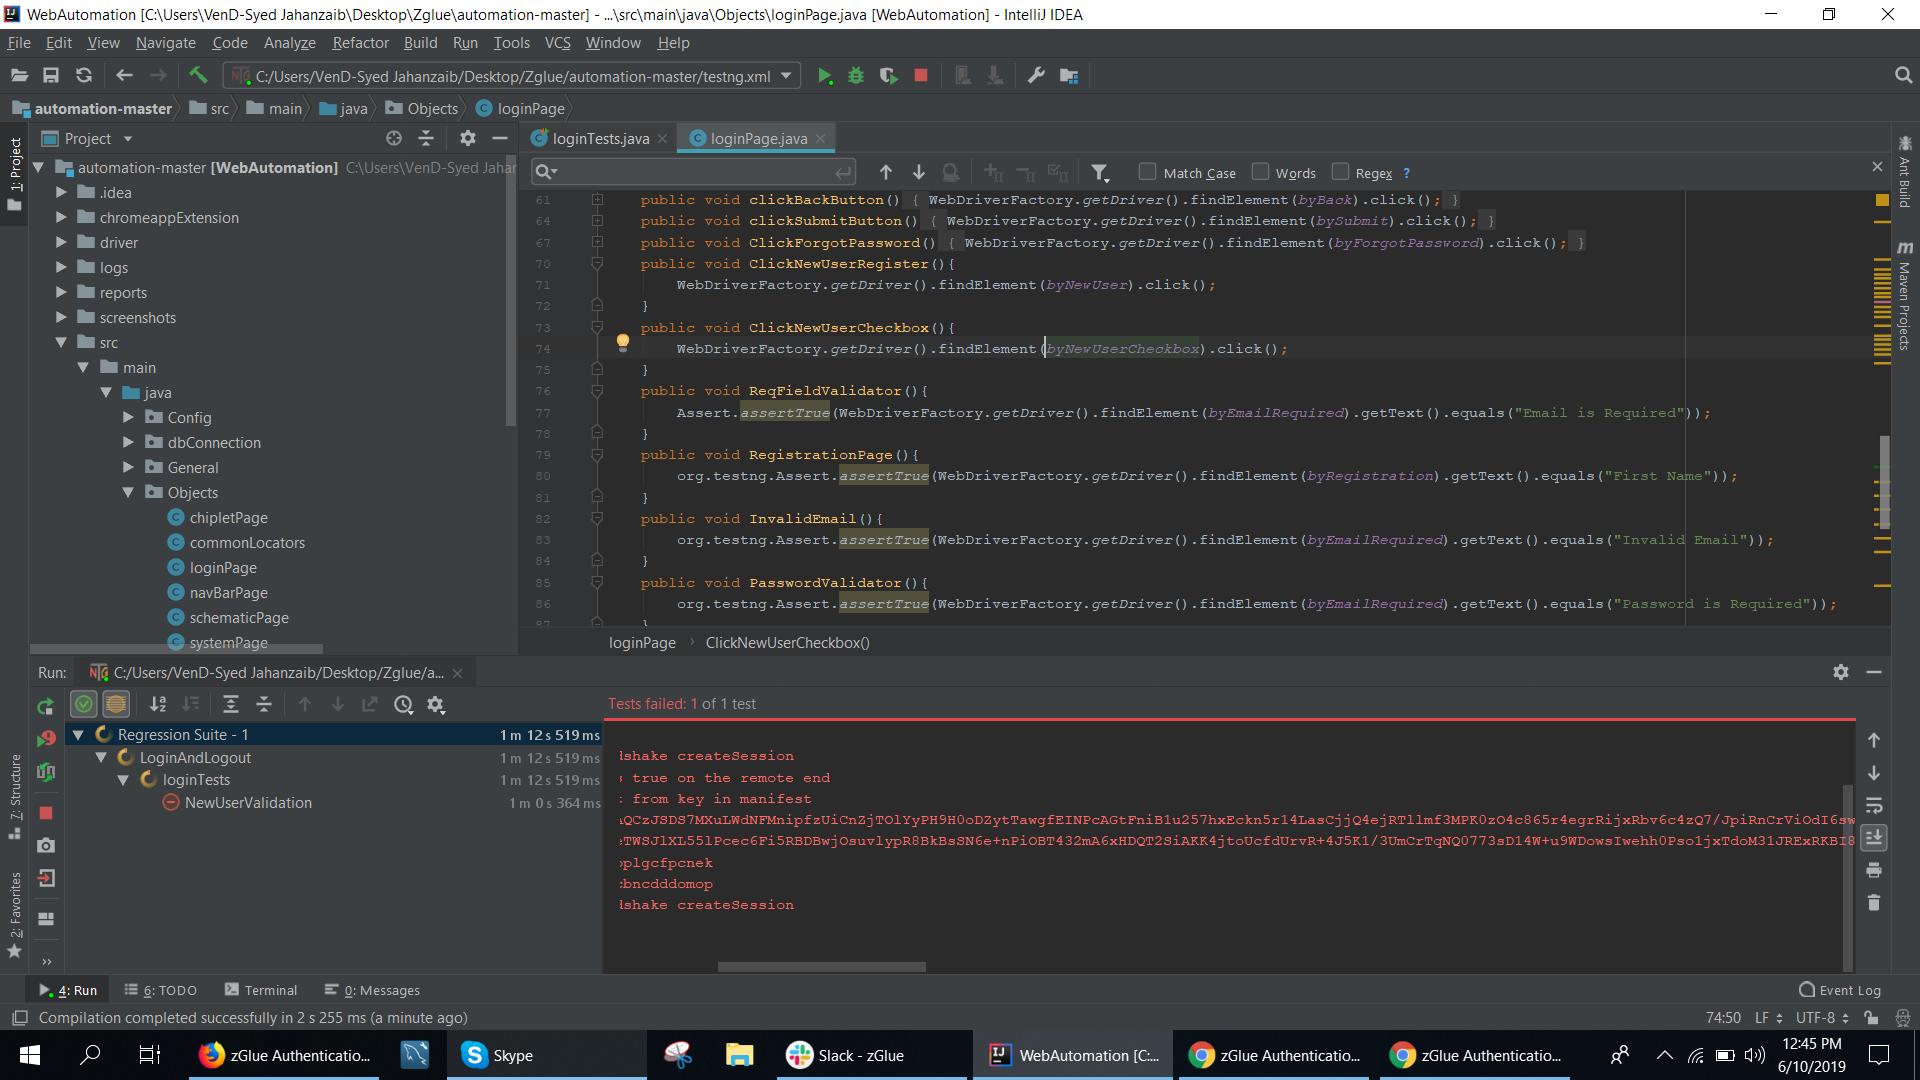 WebAutomation [C:\Users\VenD-Syed Jahanzaib\Desktop\Zglue\automation-master] - ...\src\main\java\Objects\loginPage.java [WebAutomation] - IntelliJ IDEA
File Edit View Navigate Code Analyze Refactor Build Run Tools VCS Window Help
C:/Users/VenD-Syed Jahanzaib/Desktop/Zglue/automation-master/testng.xml
automation-master src main java Objects loginPage
1: Project
Project
loginTests.java
loginPage.java
Match Case Words Regex ?
automation-master [WebAutomation] C:\Users\VenD-Syed Jahar
.idea
chromeappExtension
driver
logs
reports
screenshots
src
main
java
Config
dbConnection
General
Objects
chipletPage
commonLocators
loginPage
navBarPage
schematicPage
systemPage
61 public void clickBackButton() { WebDriverFactory.getDriver().findElement(byBack).click(); }
64 public void clickSubmitButton() { WebDriverFactory.getDriver().findElement(bySubmit).click(); }
67 public void ClickForgotPassword() { WebDriverFactory.getDriver().findElement(byForgotPassword).click(); }
70 public void ClickNewUserRegister(){
71 WebDriverFactory.getDriver().findElement(byNewUser).click();
72 }
73 public void ClickNewUserCheckbox(){
74 WebDriverFactory.getDriver().findElement(byNewUserCheckbox).click();
75 }
76 public void ReqFieldValidator(){
77 Assert.assertTrue(WebDriverFactory.getDriver().findElement(byEmailRequired).getText().equals("Email is Required"));
78 }
79 public void RegistrationPage(){
80 org.testng.Assert.assertTrue(WebDriverFactory.getDriver().findElement(byRegistration).getText().equals("First Name"));
81 }
82 public void InvalidEmail(){
83 org.testng.Assert.assertTrue(WebDriverFactory.getDriver().findElement(byEmailRequired).getText().equals("Invalid Email"));
84 }
85 public void PasswordValidator(){
86 org.testng.Assert.assertTrue(WebDriverFactory.getDriver().findElement(byEmailRequired).getText().equals("Password is Required"));
87 }
loginPage ClickNewUserCheckbox()
Ant Build
Maven Projects
Run: C:/Users/VenD-Syed Jahanzaib/Desktop/Zglue/a...
Tests failed: 1 of 1 test
Regression Suite - 1 1 m 12 s 519 ms
LoginAndLogout 1 m 12 s 519 ms
loginTests 1 m 12 s 519 ms
NewUserValidation 1 m 0 s 364 ms
dshake createSession
true on the remote end
from key in manifest
QCzJSDS7MXuLWdNFMnipfzUiCnZjTOlYyPH9H0oDZytTawgfEINPcAGtFniB1u257hxEckn5r14LasCjjQ4ejRTllmf3MPK0zO4c865r4egrRijxRbv6c4zQ7/JpiRnCrViOdI6sw
TWSJlXL55lPcec6Fi5RBDBwjOsuvlypR8BkBsSN6e+nPiOBT432mA6xHDQT2SiAKK4jtoUcfdUrvR+4J5K1/3UmCrTqNQ0773sD14W+u9WDowsIwehh0Pso1jxTdoM31JRExRKBI8
plgcfpcnek
bncdddomop
dshake createSession
7: Structure
2: Favorites
4: Run 6: TODO Terminal 0: Messages Event Log
Compilation completed successfully in 2 s 255 ms (a minute ago) 74:50 LF UTF-8
zGlue Authenticatio... Skype Slack - zGlue WebAutomation [C:... zGlue Authenticatio... zGlue Authenticatio...
12:45 PM
6/10/2019